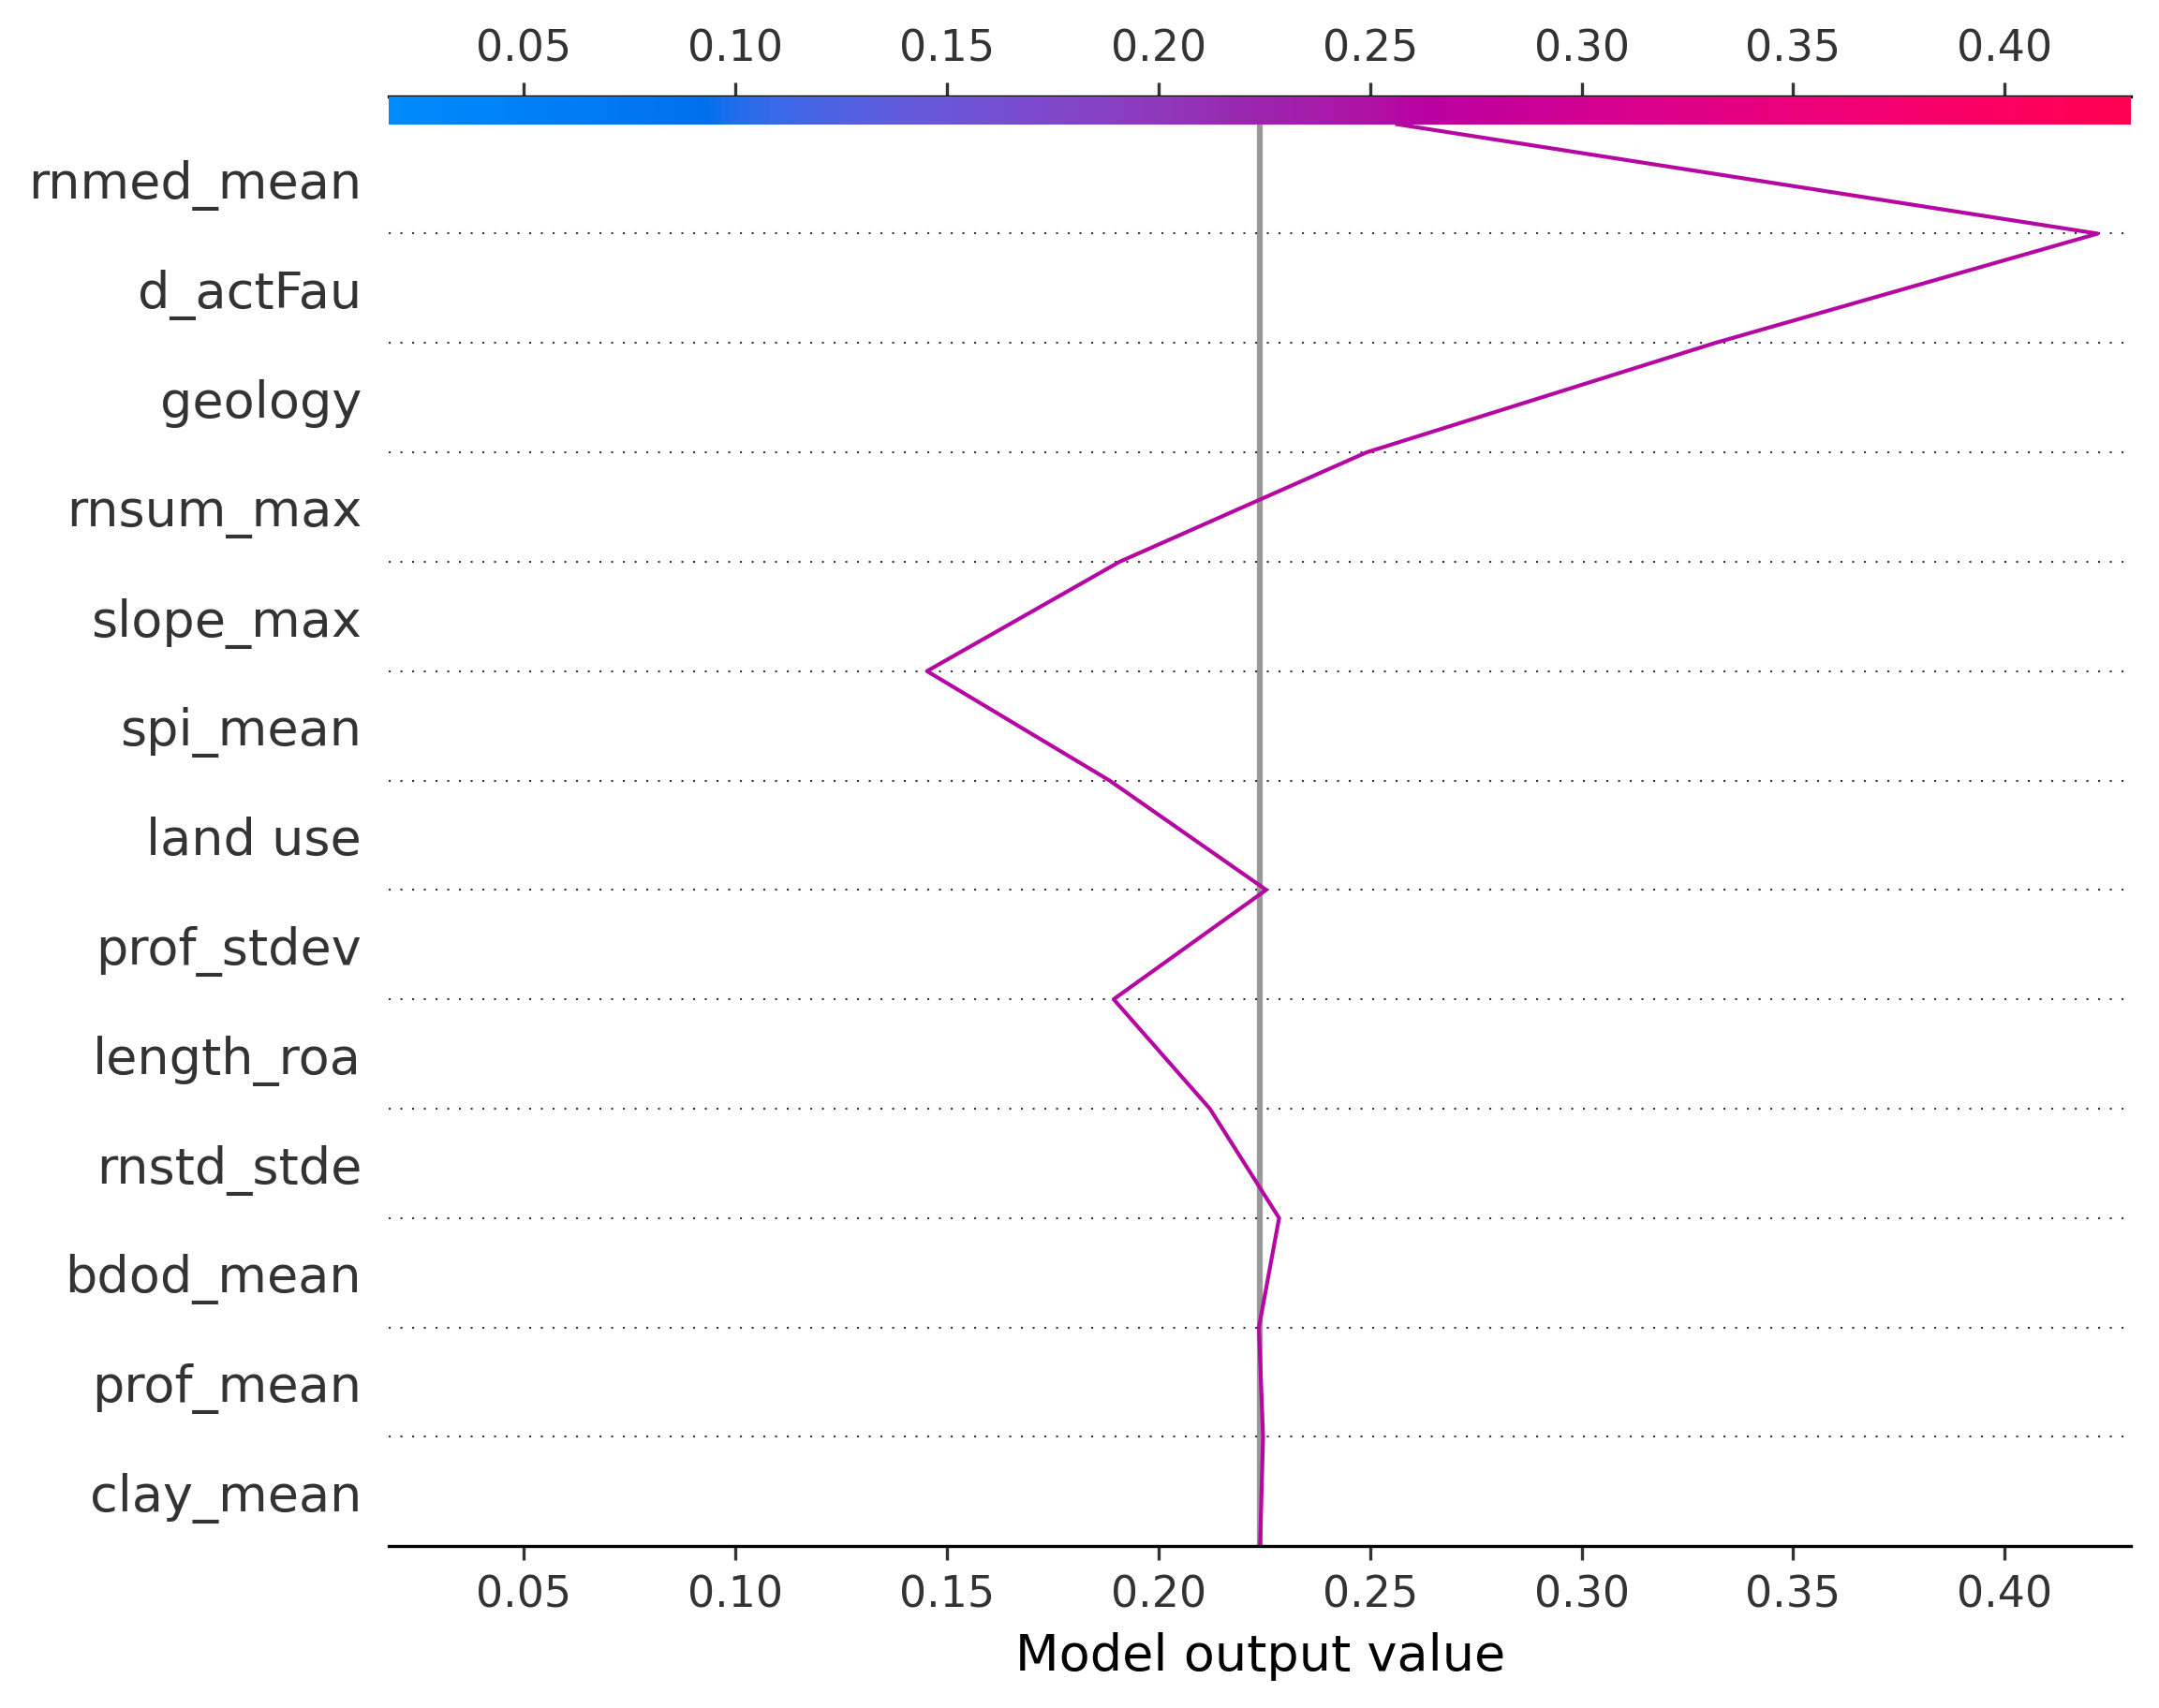 0.05 0.10 0.15 0.20 0.25 0.30 0.35 0.40
rnmed_mean
d_actFau
geology
rnsum_max
slope_max
spi_mean
land use
prof_stdev
length_roa
rnstd_stde
bdod_mean
prof_mean
clay_mean
0.05 0.10 0.15 0.20 0.25 0.30 0.35 0.40
Model output value